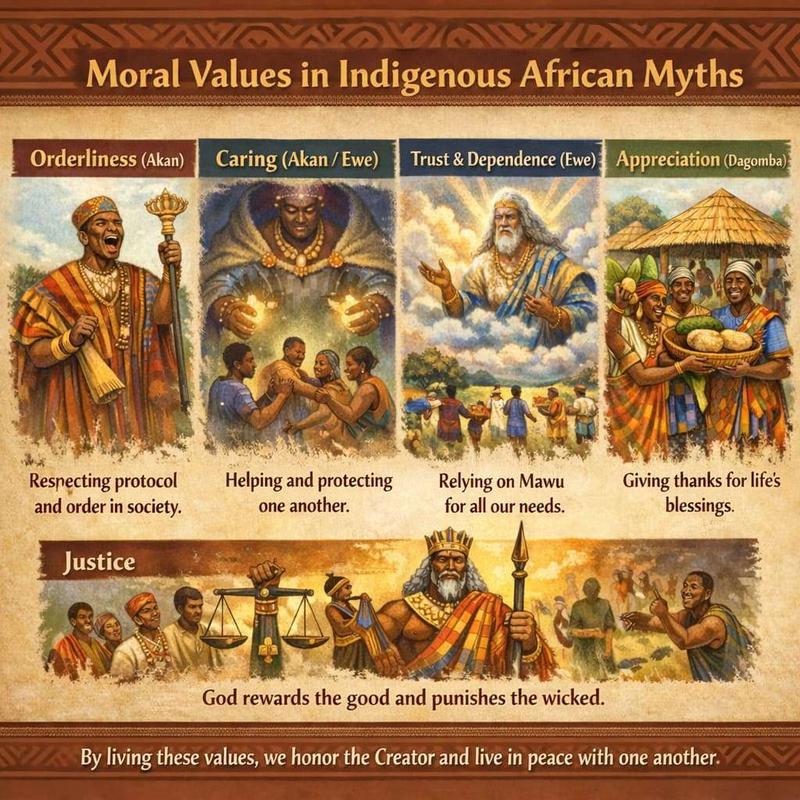 Moral Values in Indigenous African Myths
Orderliness (Akan)
Respecting protocol
and order in society.
Caring (Akan / Ewe)
Helping and protecting
one another.
Trust & Dependence (Ewe)
Relying on Mawu
for all our needs.
Appreciation (Dagomba)
Giving thanks for life's
blessings.
Justice
God rewards the good and punishes the wicked.
By living these values, we honor the Creator and live in peace with one another.